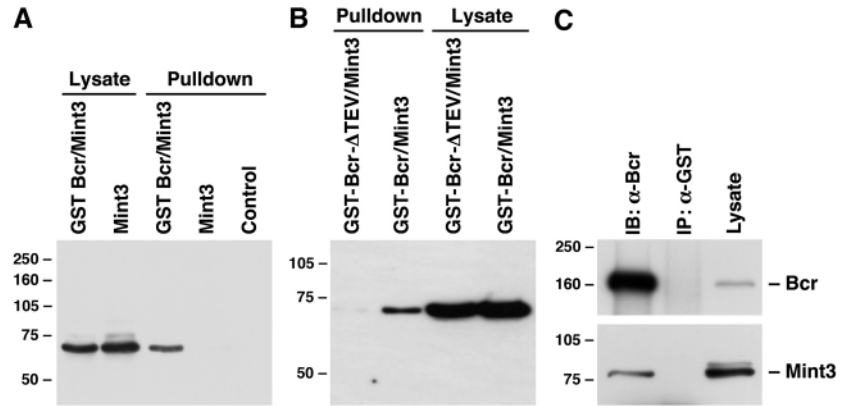 A
Lysate Pulldown
GST Bcr/Mint3
Mint3
GST Bcr/Mint3
Mint3
Control
250 –
160 –
105 –
75 –
50 –
B
Pulldown Lysate
GST-Bcr-ΔTEV/Mint3
GST-Bcr/Mint3
GST-Bcr-ΔTEV/Mint3
GST-Bcr/Mint3
105 –
75 –
50 –
C
IB: α-Bcr
IP: α-GST
Lysate
250 –
160 – – Bcr
105 –
75 – – Mint3